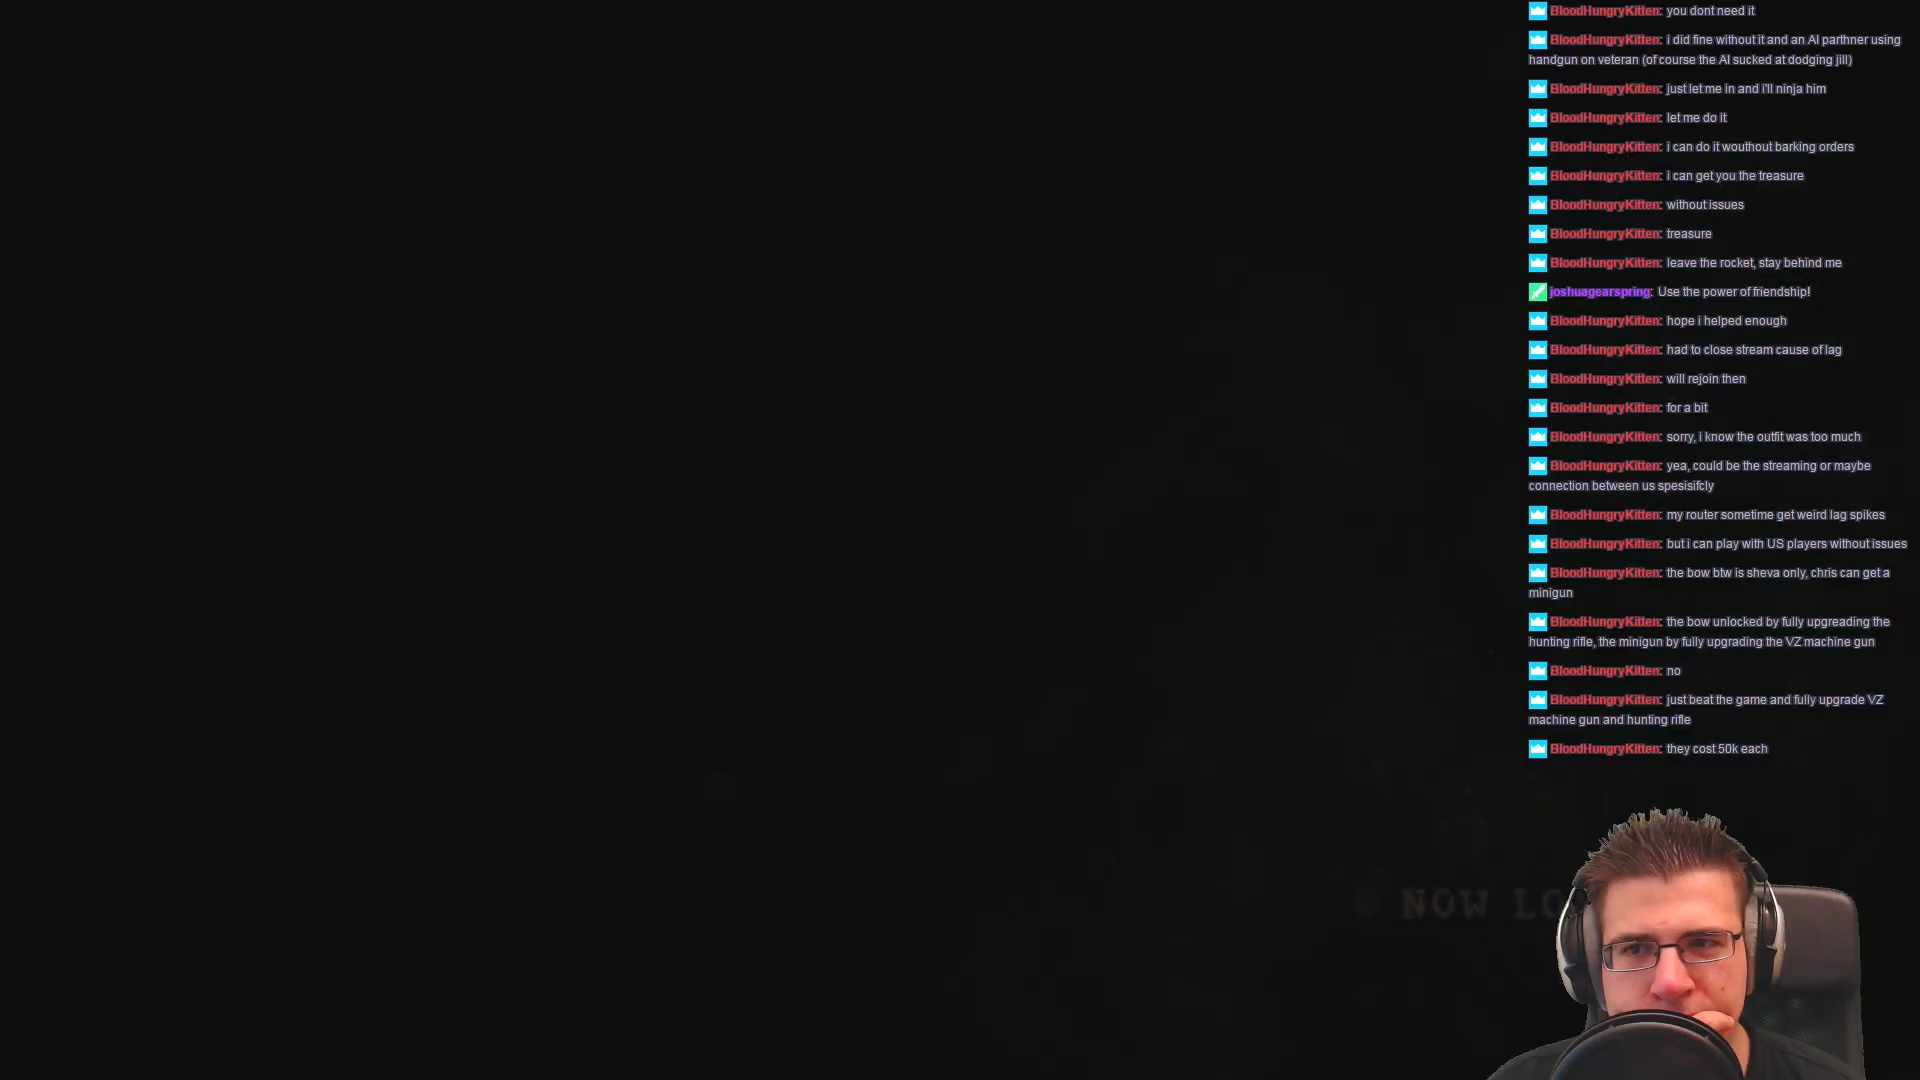 BloodHungryKitten: you dont need it
BloodHungryKitten: i did fine without it and an AI parthner using
handgun on veteran (of course the AI sucked at dodging jill)
BloodHungryKitten: just let me in and i'll ninja him
BloodHungryKitten: let me do it
BloodHungryKitten: i can do it wouthout barking orders
BloodHungryKitten: i can get you the treasure
BloodHungryKitten: without issues
BloodHungryKitten: treasure
BloodHungryKitten: leave the rocket, stay behind me
joshuagearspring: Use the power of friendship!
BloodHungryKitten: hope i helped enough
BloodHungryKitten: had to close stream cause of lag
BloodHungryKitten: will rejoin then
BloodHungryKitten: for a bit
BloodHungryKitten: sorry, i know the outfit was too much
BloodHungryKitten: yea, could be the streaming or maybe
connection between us spesisifcly
BloodHungryKitten: my router sometime get weird lag spikes
BloodHungryKitten: but i can play with US players without issues
BloodHungryKitten: the bow btw is sheva only, chris can get a
minigun
BloodHungryKitten: the bow unlocked by fully upgreading the
hunting rifle, the minigun by fully upgrading the VZ machine gun
BloodHungryKitten: no
BloodHungryKitten: just beat the game and fully upgrade VZ
machine gun and hunting rifle
BloodHungryKitten: they cost 50k each
NOW LO